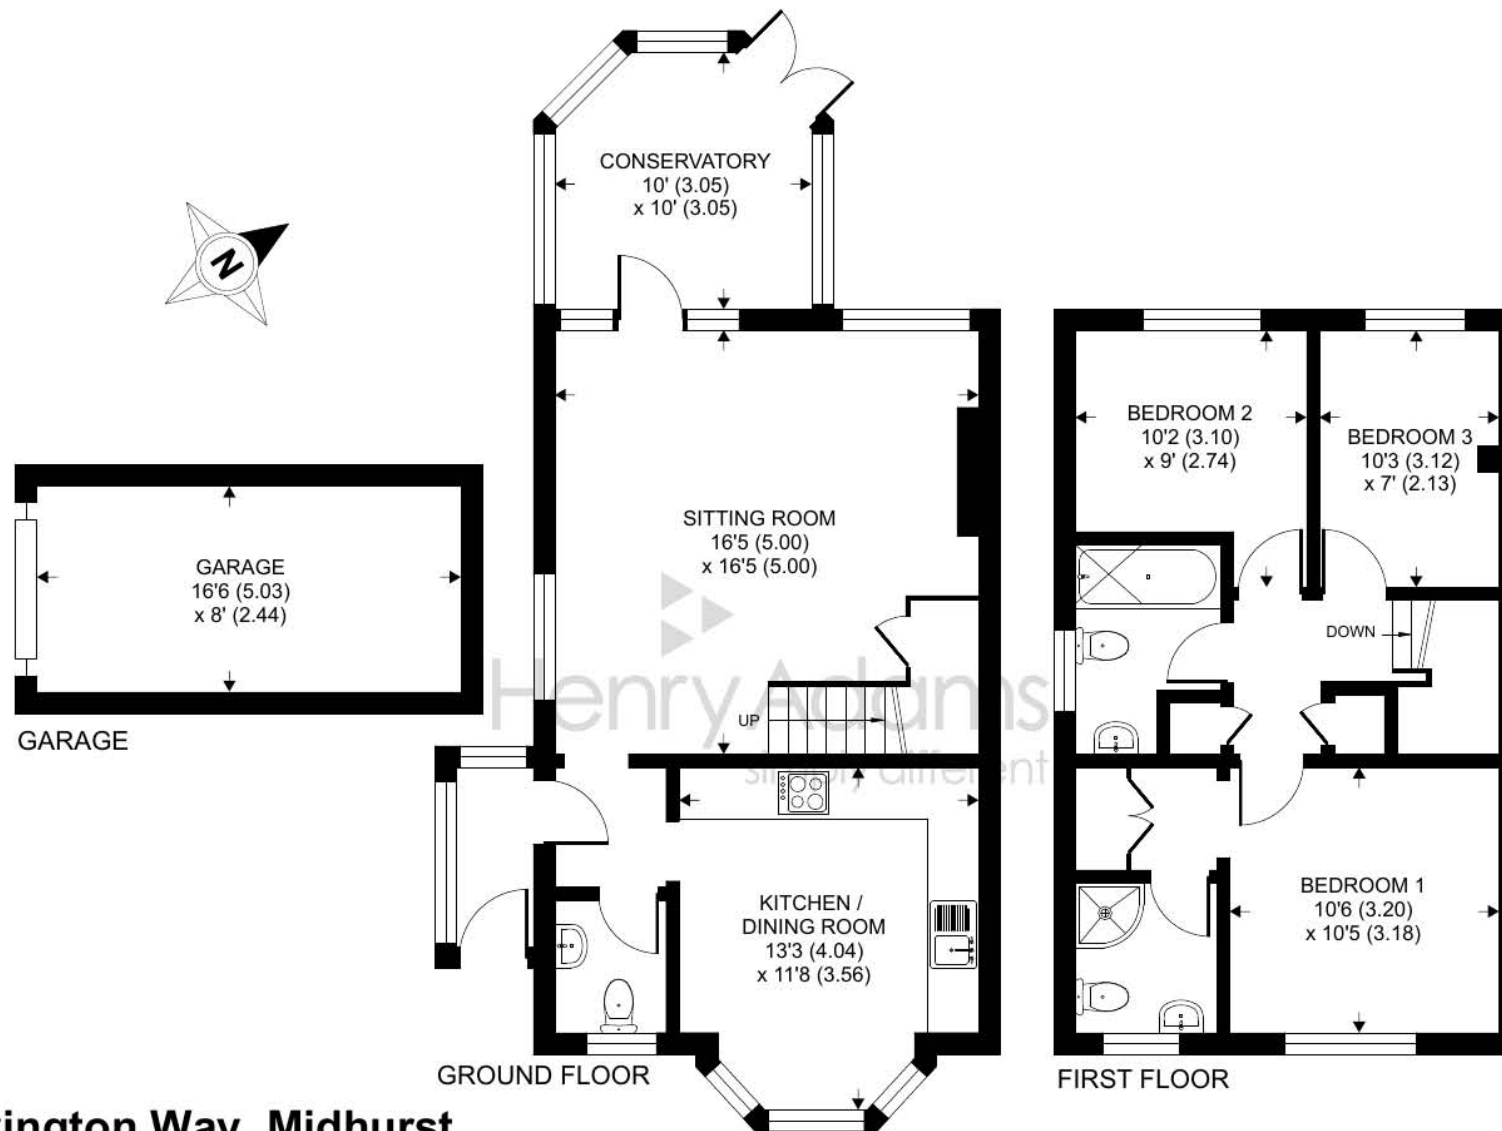 CONSERVATORY
10' (3.05)
x 10' (3.05)
N
BEDROOM 2
10'2 (3.10)
x 9' (2.74)
BEDROOM 3
10'3 (3.12)
x 7' (2.13)
SITTING ROOM
16'5 (5.00)
x 16'5 (5.00)
GARAGE
16'6 (5.03)
x 8' (2.44)
GARAGE
DOWN
UP
Henry Adams
simply different
KITCHEN /
DINING ROOM
13'3 (4.04)
x 11'8 (3.56)
BEDROOM 1
10'6 (3.20)
x 10'5 (3.18)
GROUND FLOOR
FIRST FLOOR
Way, Midhurst